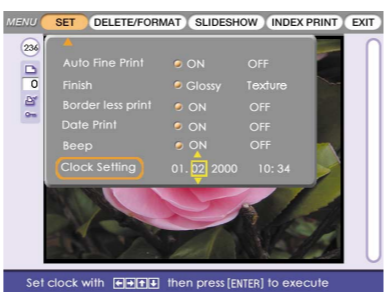 MENU SET DELETE/FORMAT SLIDESHOW INDEX PRINT EXIT
236
0
Auto Fine Print ON OFF
Finish Glossy Texture
Border less print ON OFF
Date Print ON OFF
Beep ON OFF
Clock Setting 01. 02 2000 10: 34
Set clock with ←→↑↓ then press [ENTER] to execute